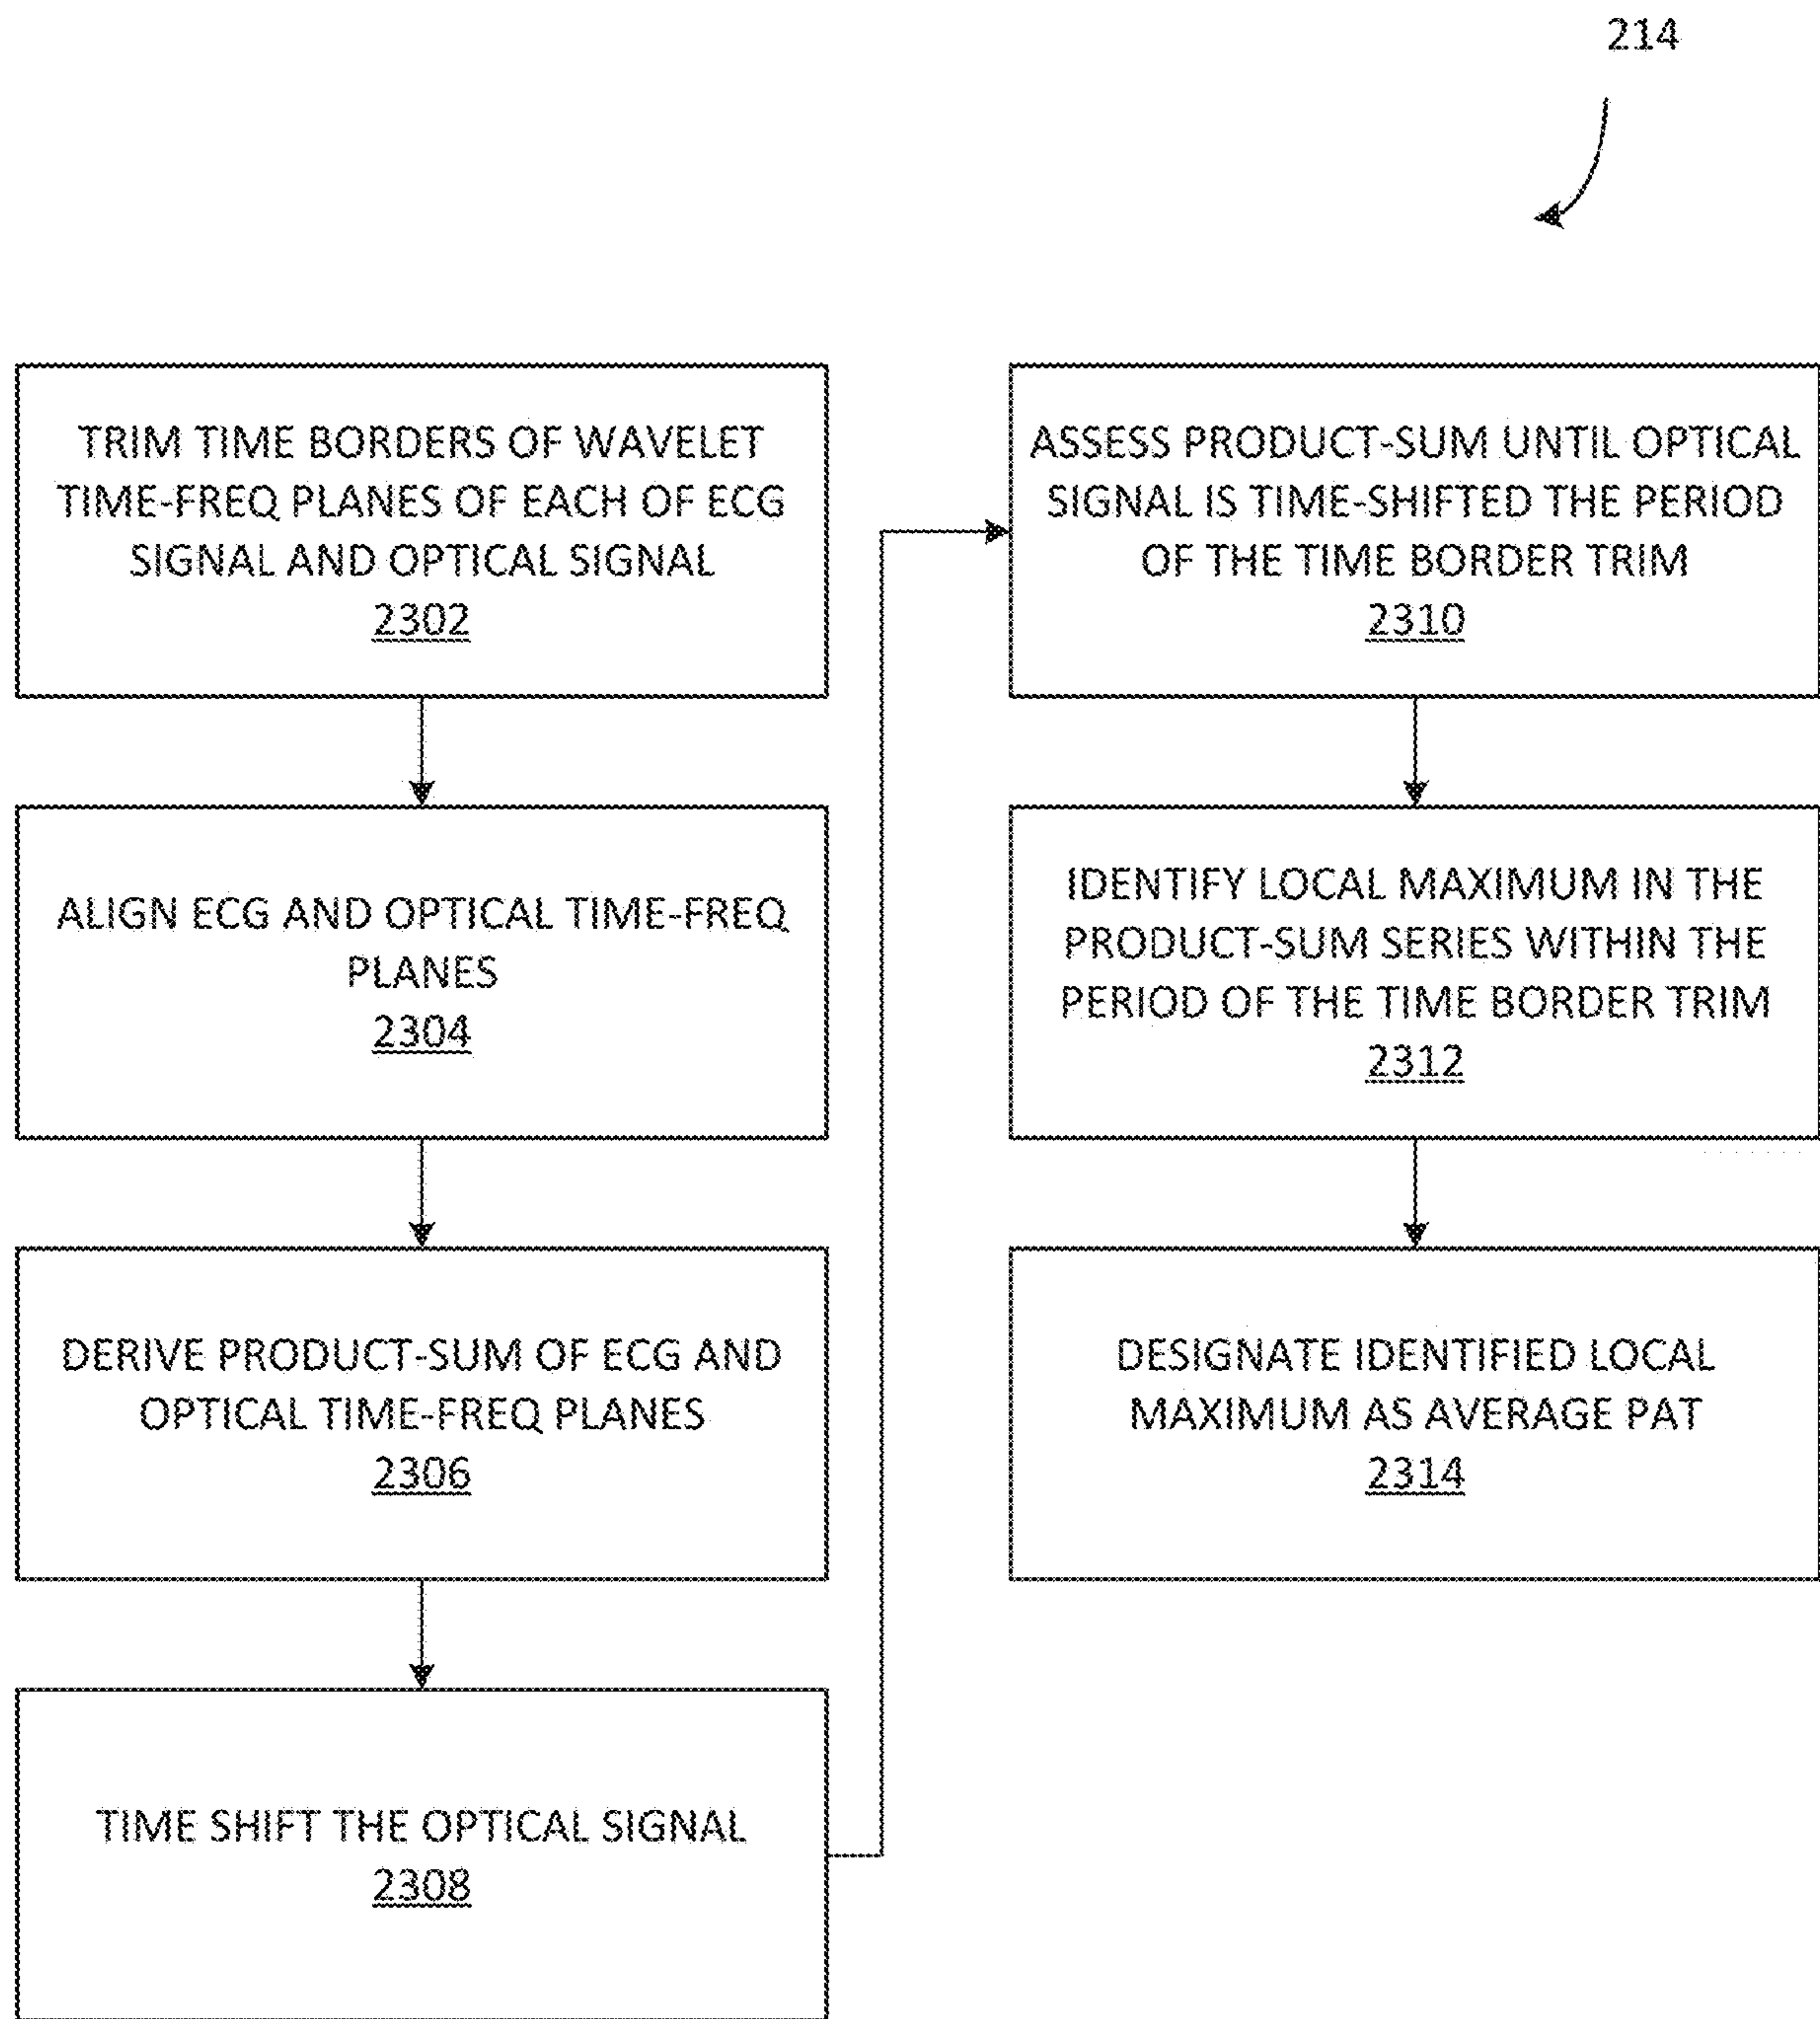 214
TRIM TIME BORDERS OF WAVELET
TIME-FREQ PLANES OF EACH OF ECG
SIGNAL AND OPTICAL SIGNAL
2302
ALIGN ECG AND OPTICAL TIME-FREQ
PLANES
2304
DERIVE PRODUCT-SUM OF ECG AND
OPTICAL TIME-FREQ PLANES
2306
TIME SHIFT THE OPTICAL SIGNAL
2308
ASSESS PRODUCT-SUM UNTIL OPTICAL
SIGNAL IS TIME-SHIFTED THE PERIOD
OF THE TIME BORDER TRIM
2310
IDENTIFY LOCAL MAXIMUM IN THE
PRODUCT-SUM SERIES WITHIN THE
PERIOD OF THE TIME BORDER TRIM
2312
DESIGNATE IDENTIFIED LOCAL
MAXIMUM AS AVERAGE PAT
2314